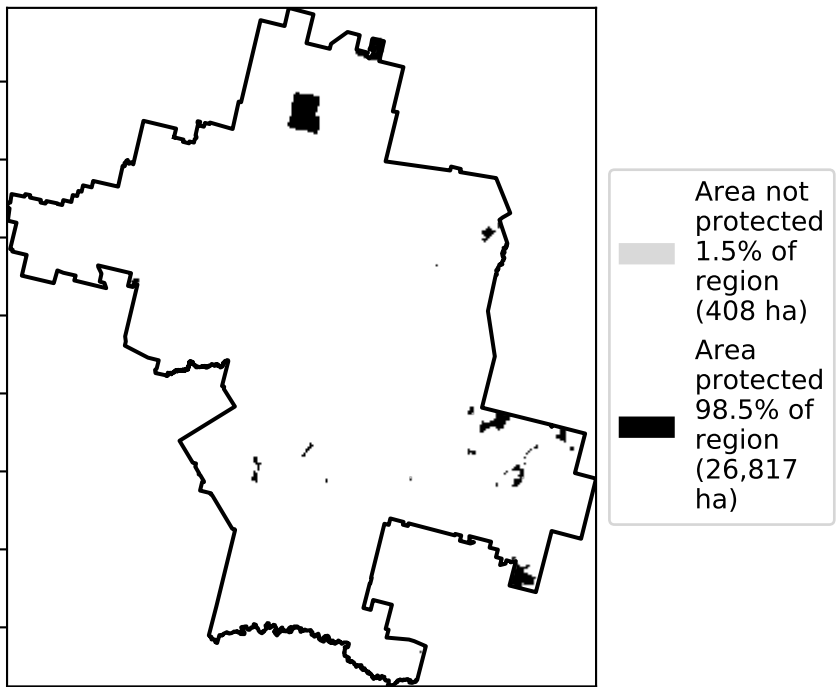 Area not
protected
1.5% of
region
(408 ha)
Area
protected
98.5% of
region
(26,817
ha)